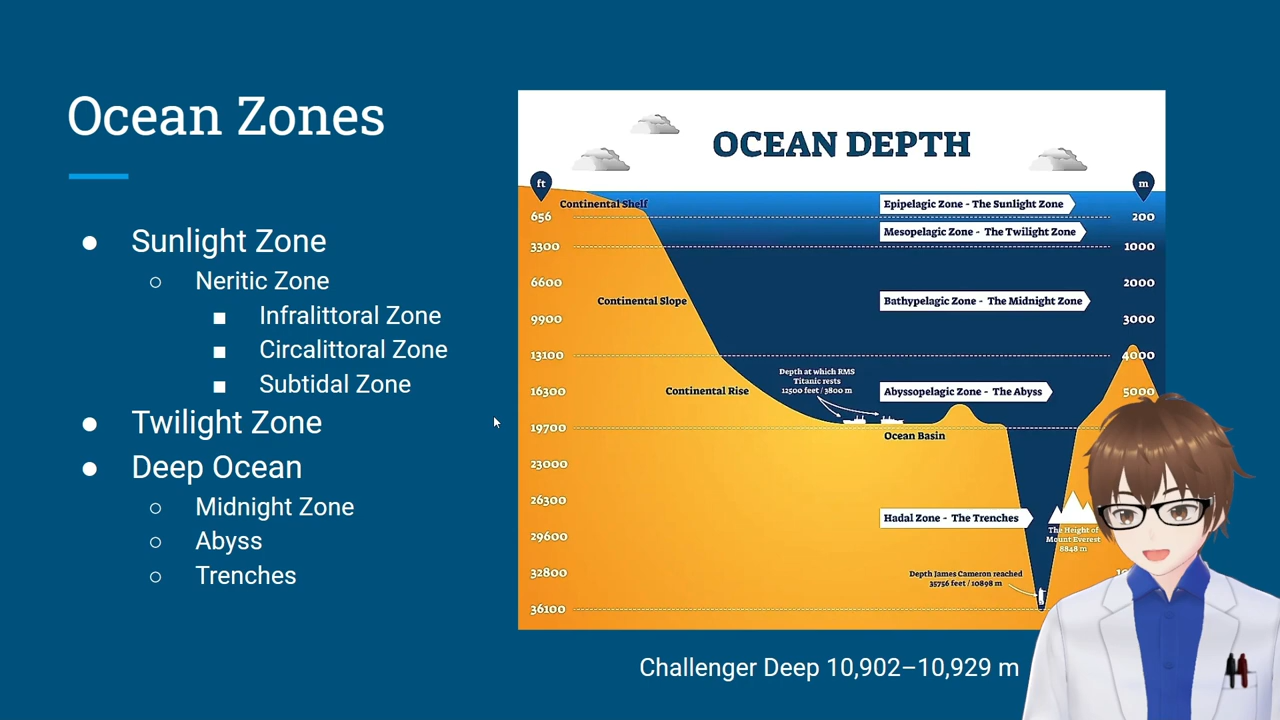 Ocean Zones
Sunlight Zone
Neritic Zone
Infralittoral Zone
Circalittoral Zone
Subtidal Zone
Twilight Zone
Deep Ocean
Midnight Zone
Abyss
Trenches
OCEAN DEPTH
ft
m
Continental Shelf
Epipelagic Zone - The Sunlight Zone
656
200
Mesopelagic Zone - The Twilight Zone
3300
1000
6600
2000
Continental Slope
Bathypelagic Zone - The Midnight Zone
9900
3000
13100
4000
Depth at which RMS
Titanic rests
12500 feet / 3800 m
16300
Continental Rise
Abyssopelagic Zone - The Abyss
5000
19700
Ocean Basin
23000
26300
Hadal Zone - The Trenches
The Height of
Mount Everest
8848 m
29600
32800
Depth James Cameron reached
35756 feet / 10898 m
36100
Challenger Deep 10,902–10,929 m